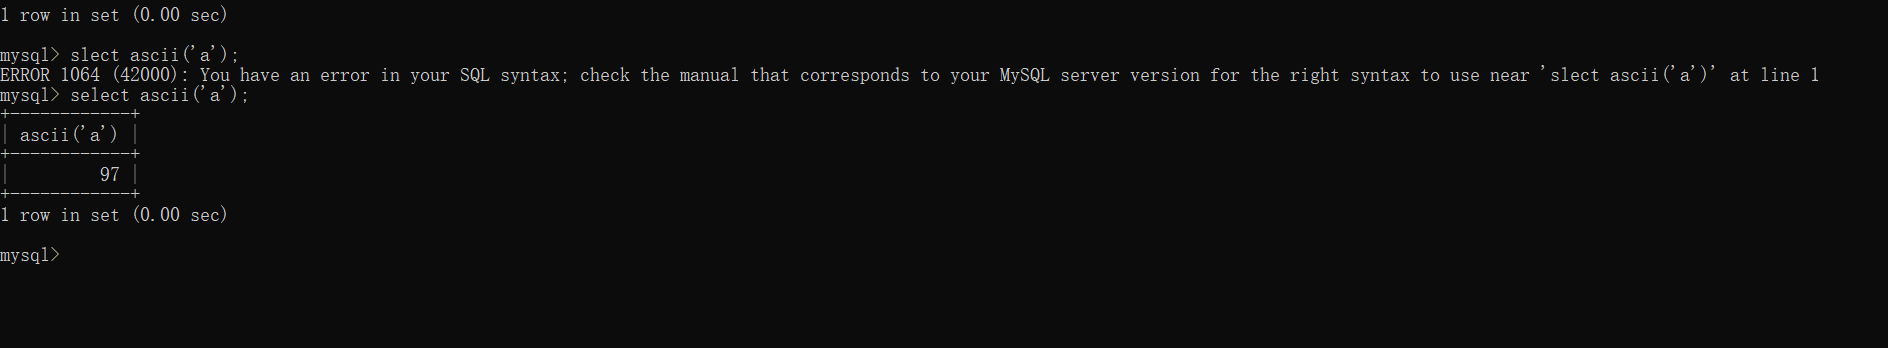 1 row in set (0.00 sec)
mysql> slect ascii('a');
ERROR 1064 (42000): You have an error in your SQL syntax; check the manual that corresponds to your MySQL server version for the right syntax to use near 'slect ascii('a')' at line 1
mysql> select ascii('a');
+------------+
| ascii('a') |
+------------+
|         97 |
+------------+
1 row in set (0.00 sec)
mysql>